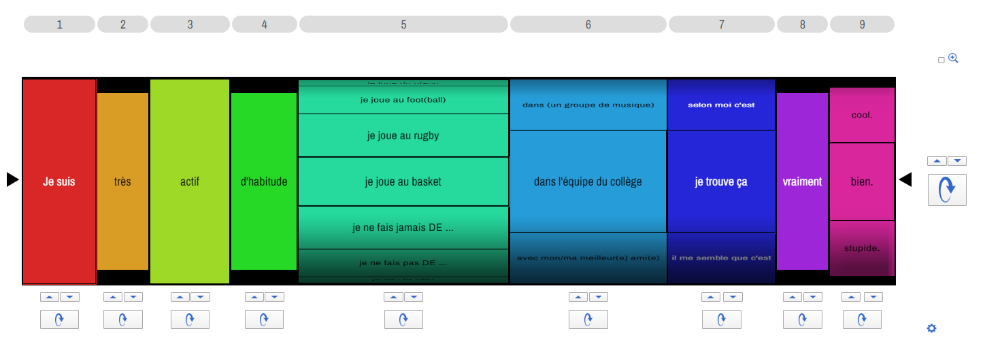 1 2 3 4 5 6 7 8 9
je joue au foot(ball)
dans (un groupe de musique)
selon moi c'est
cool.
je joue au rugby
Je suis très actif d'habitude je joue au basket dans l'équipe du collège je trouve ça vraiment bien.
je ne fais jamais DE ...
stupide.
avec mon/ma meilleur(e) ami(e)
il me semble que c'est
je ne fais pas DE ...